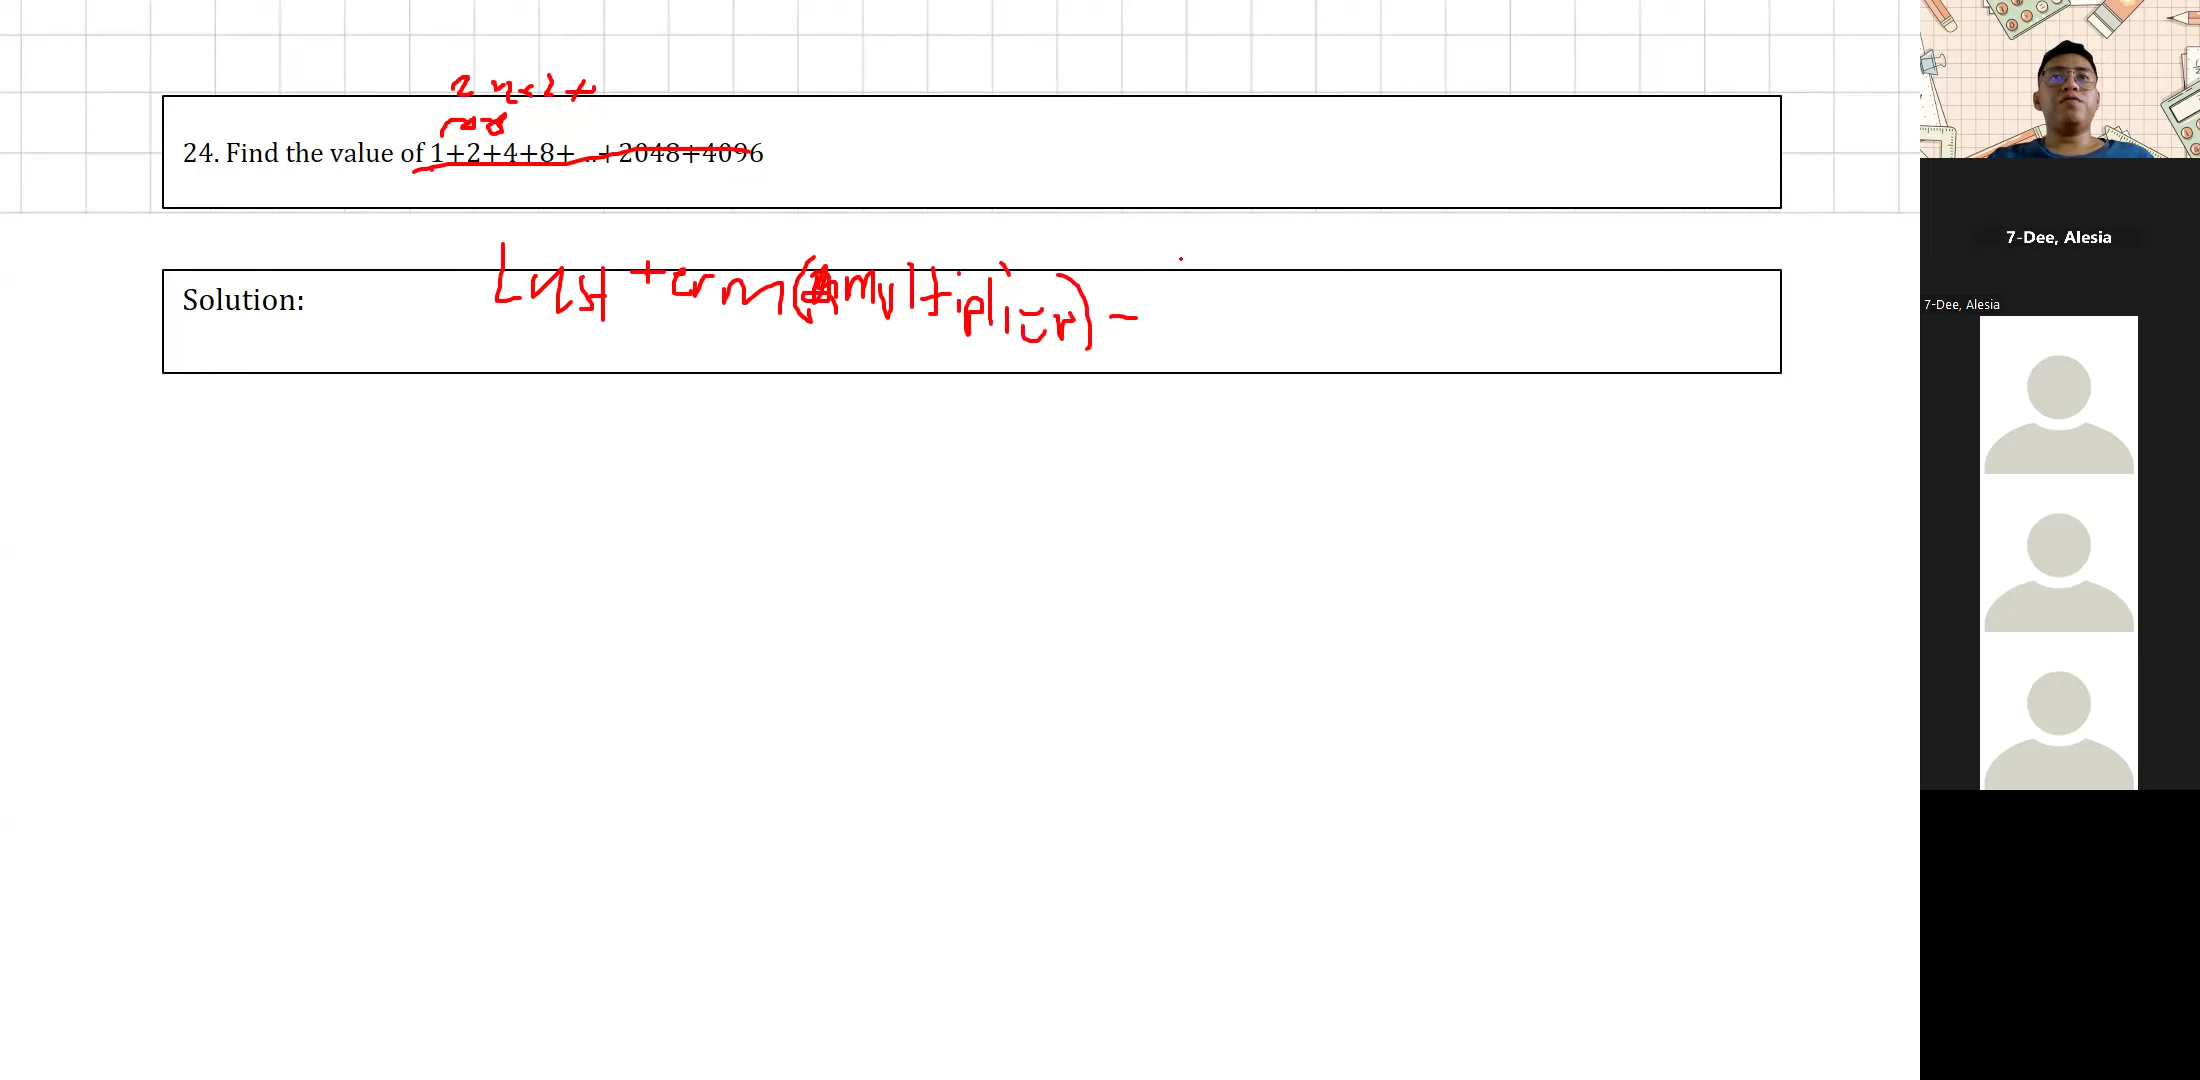 24. Find the value of 1+2+4+8+ ...+2048+4096
Solution:
Last term(multiplier) −
7-Dee, Alesia
7-Dee, Alesia